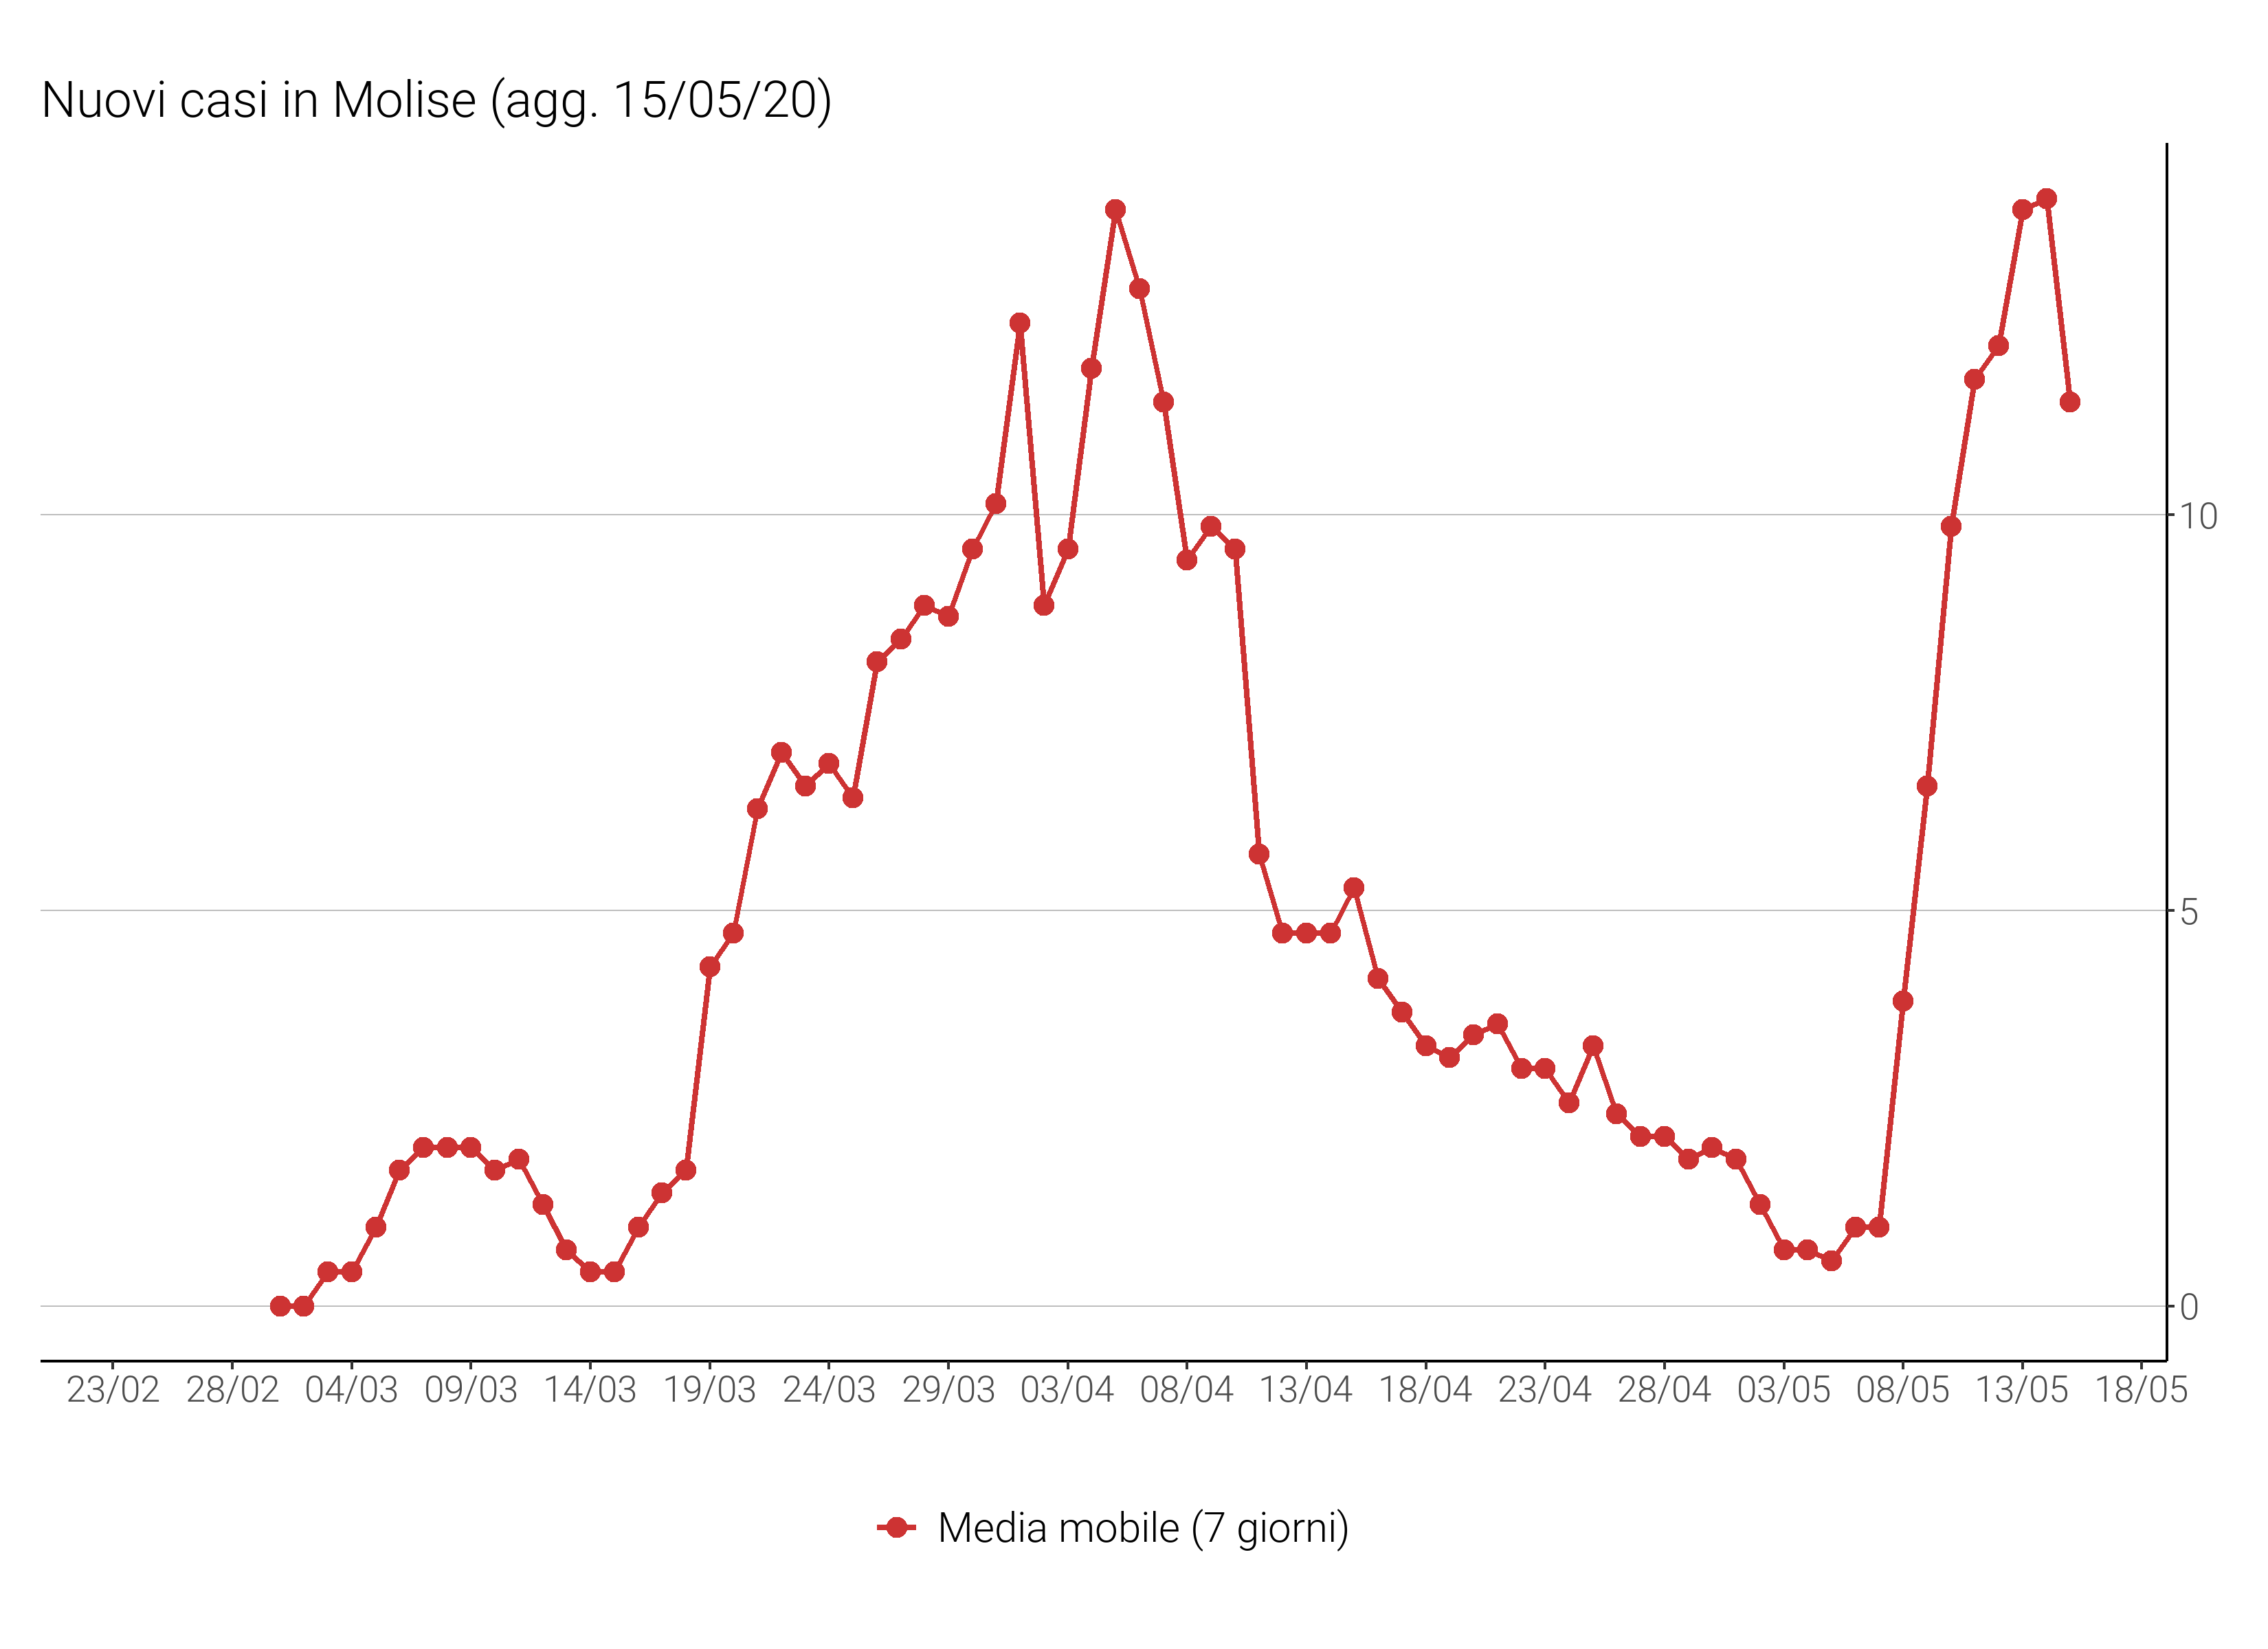 Nuovi casi in Molise (agg. 15/05/20)
10
5
0
23/02 28/02 04/03 09/03 14/03 19/03 24/03 29/03 03/04 08/04 13/04 18/04 23/04 28/04 03/05 08/05 13/05 18/05
Media mobile (7 giorni)